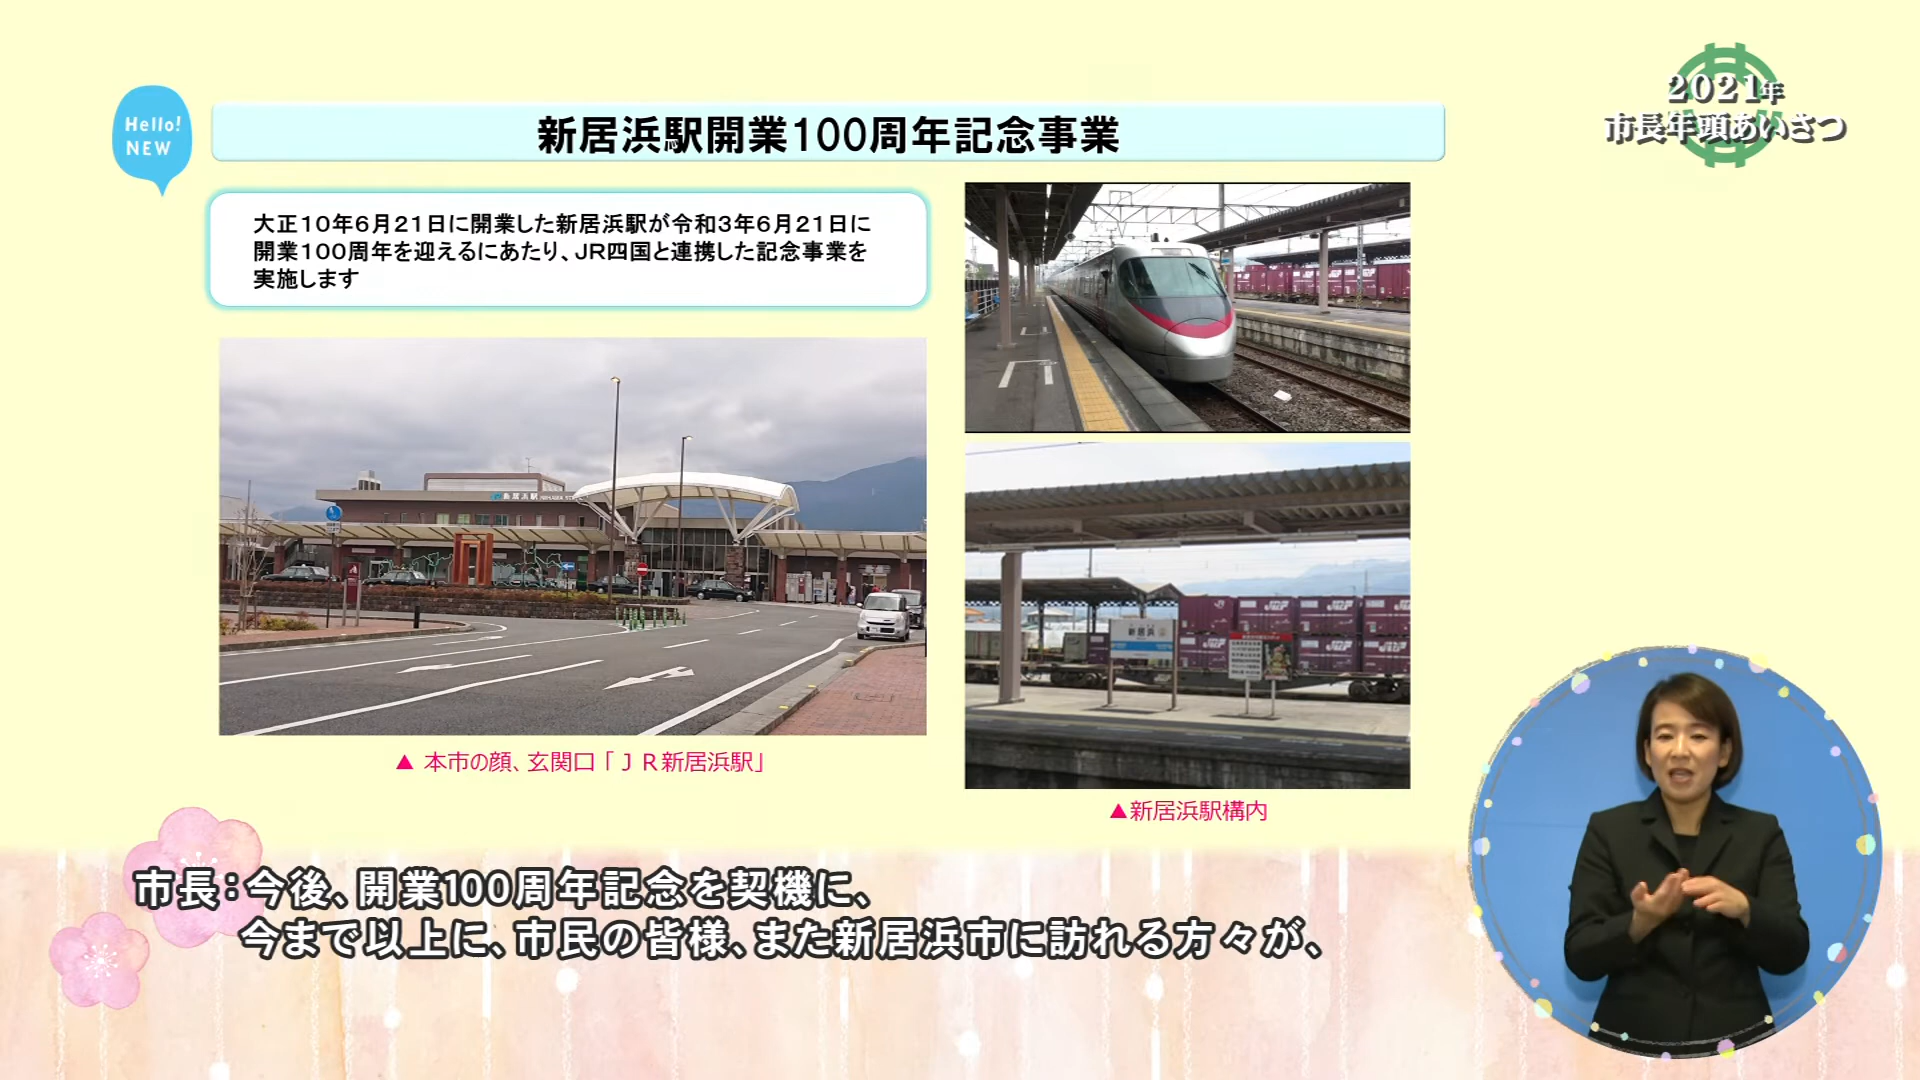 Hello!
NEW
新居浜駅開業100周年記念事業
2021年
市長年頭あいさつ
大正10年6月21日に開業した新居浜駅が令和3年6月21日に
開業100周年を迎えるにあたり、JR四国と連携した記念事業を
実施します
新居浜駅
新居浜
▲ 本市の顔、玄関口「ＪＲ新居浜駅」
▲新居浜駅構内
市長：今後、開業100周年記念を契機に、
今まで以上に、市民の皆様、また新居浜市に訪れる方々が、